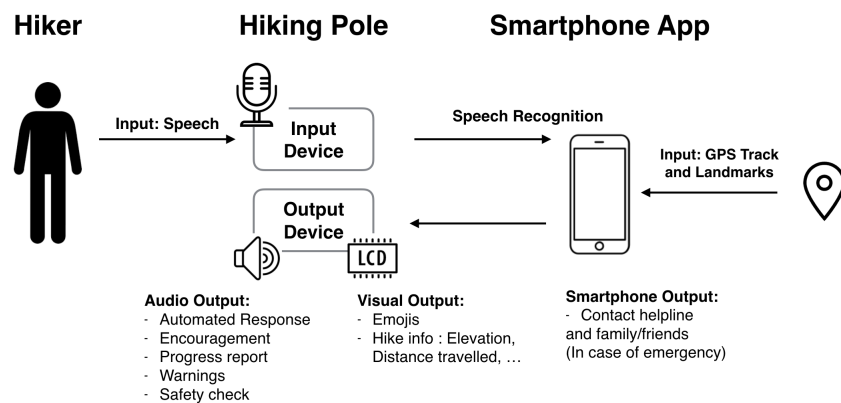 Hiker
Hiking Pole
Smartphone App
Input: Speech
Input
Device
Speech Recognition
Input: GPS Track
and Landmarks
Output
Device
LCD
Audio Output:
- Automated Response
- Encouragement
- Progress report
- Warnings
- Safety check
Visual Output:
- Emojis
- Hike info : Elevation,
Distance travelled, …
Smartphone Output:
- Contact helpline
and family/friends
(In case of emergency)